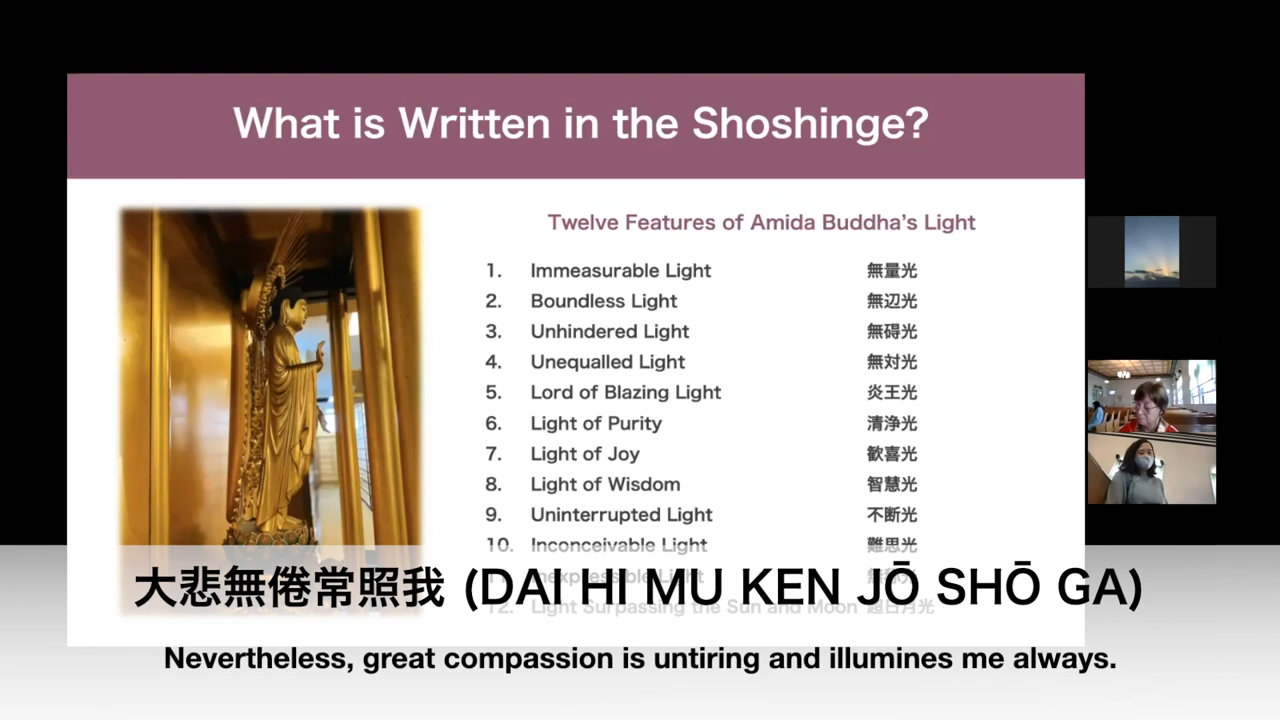 What is Written in the Shoshinge?
Twelve Features of Amida Buddha's Light
1. Immeasurable Light 無量光
2. Boundless Light 無辺光
3. Unhindered Light 無碍光
4. Unequalled Light 無対光
5. Lord of Blazing Light 炎王光
6. Light of Purity 清浄光
7. Light of Joy 歓喜光
8. Light of Wisdom 智慧光
9. Uninterrupted Light 不断光
10. Inconceivable Light 難思光
Light
12. Light Surpassing the Sun and Moon 超日月光
大悲無倦常照我 (DAI HI MU KEN JŌ SHŌ GA)
Nevertheless, great compassion is untiring and illumines me always.